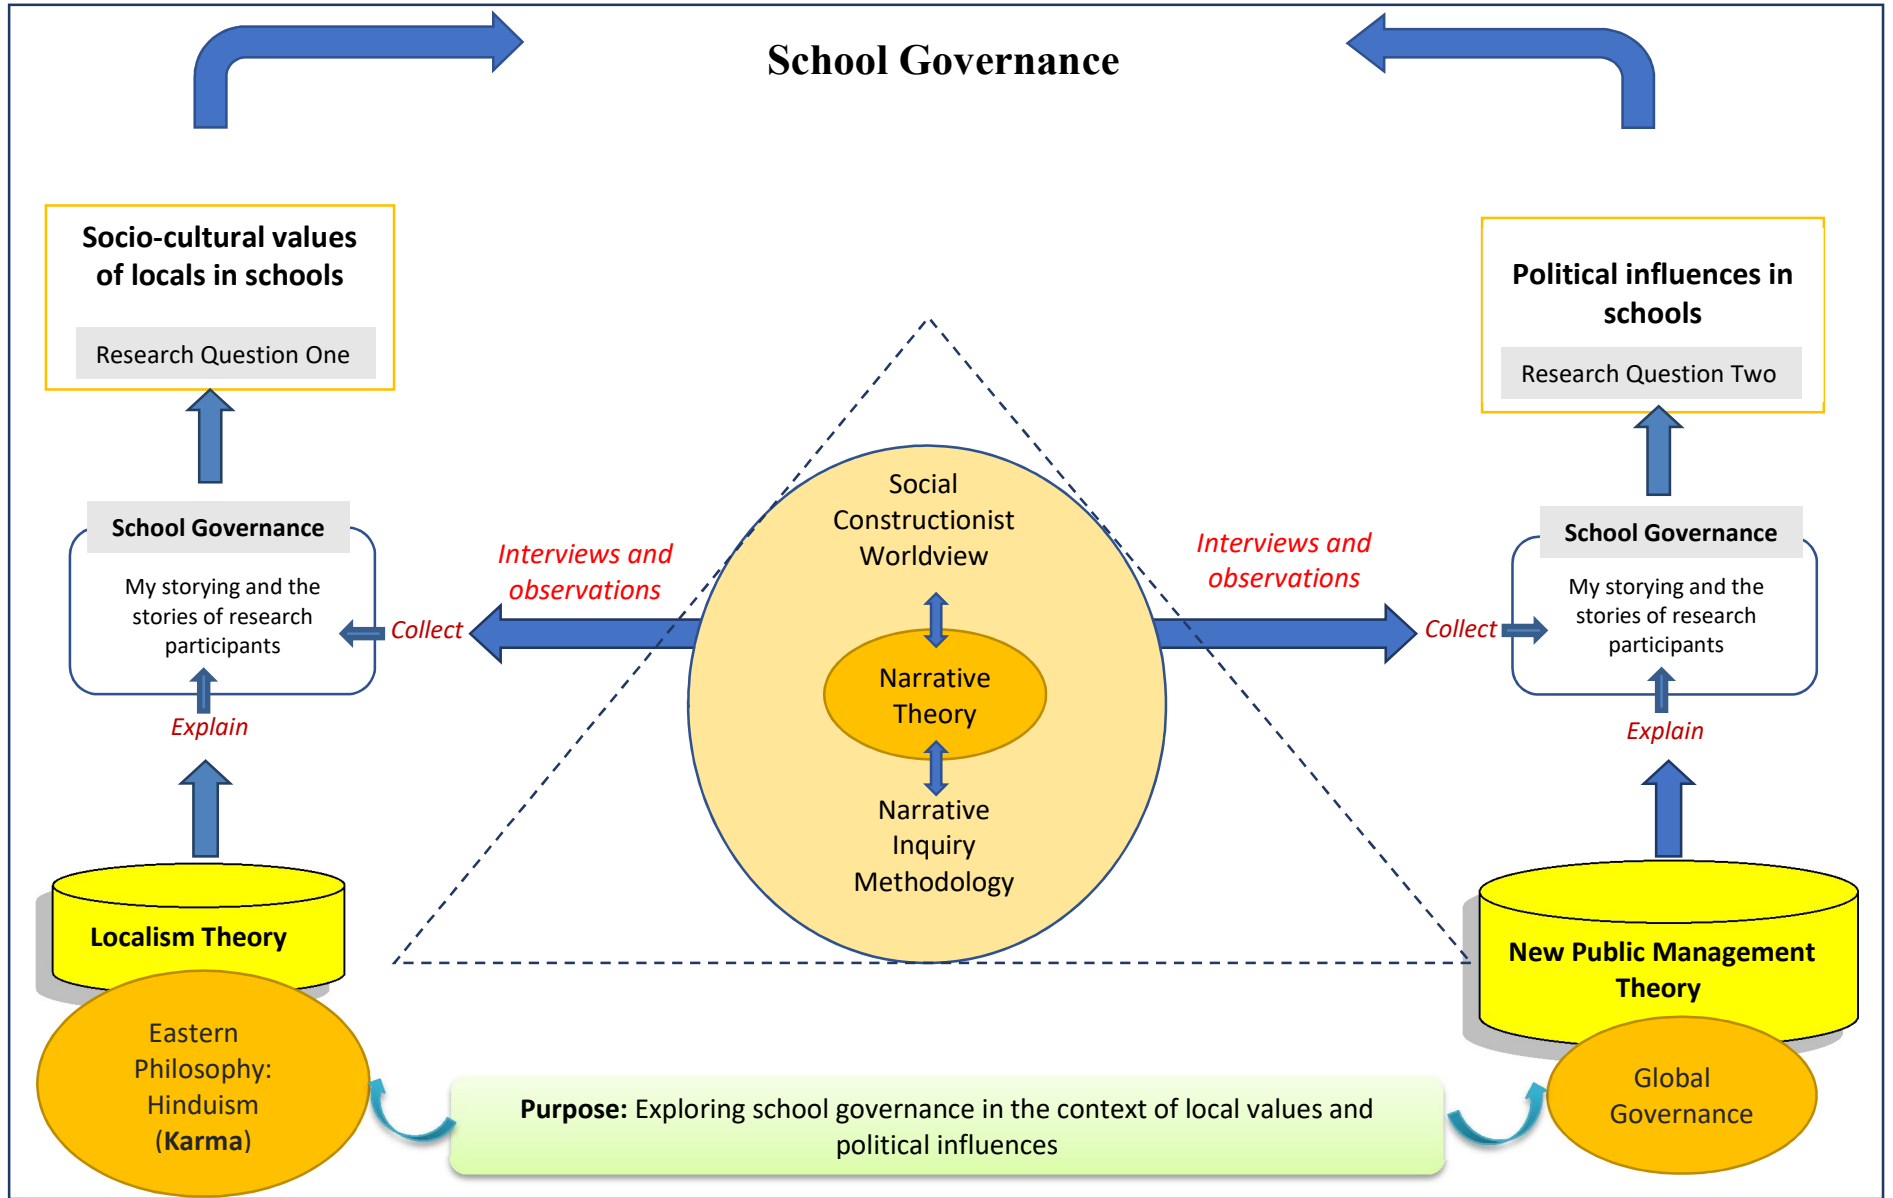 School Governance
Socio-cultural values
of locals in schools
Research Question One
Political influences in
schools
Research Question Two
School Governance
My storying and the
stories of research
participants
Collect
Explain
Interviews and
observations
Social
Constructionist
Worldview
Narrative
Theory
Narrative
Inquiry
Methodology
Interviews and
observations
School Governance
My storying and the
stories of research
participants
Collect
Explain
Localism Theory
Eastern
Philosophy:
Hinduism
(Karma)
New Public Management
Theory
Global
Governance
Purpose: Exploring school governance in the context of local values and
political influences